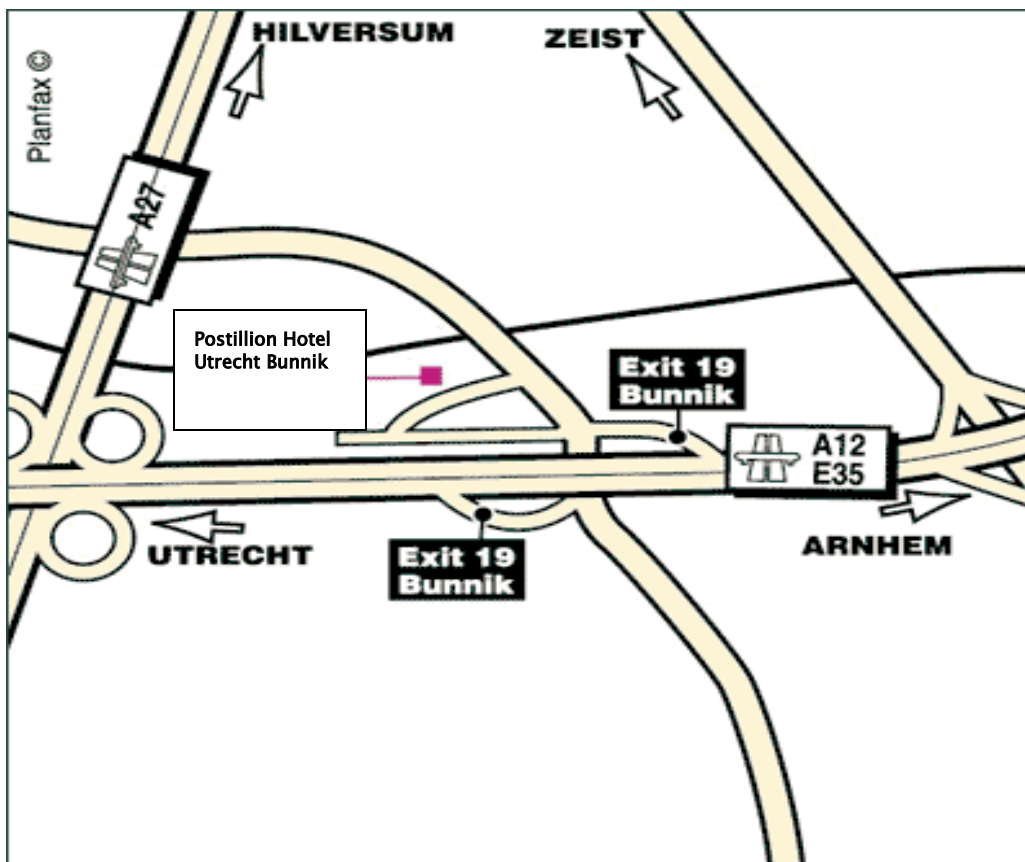 HILVERSUM
ZEIST
Planfax ©
A27
Postillion Hotel
Utrecht Bunnik
Exit 19
Bunnik
A12
E35
UTRECHT
ARNHEM
Exit 19
Bunnik